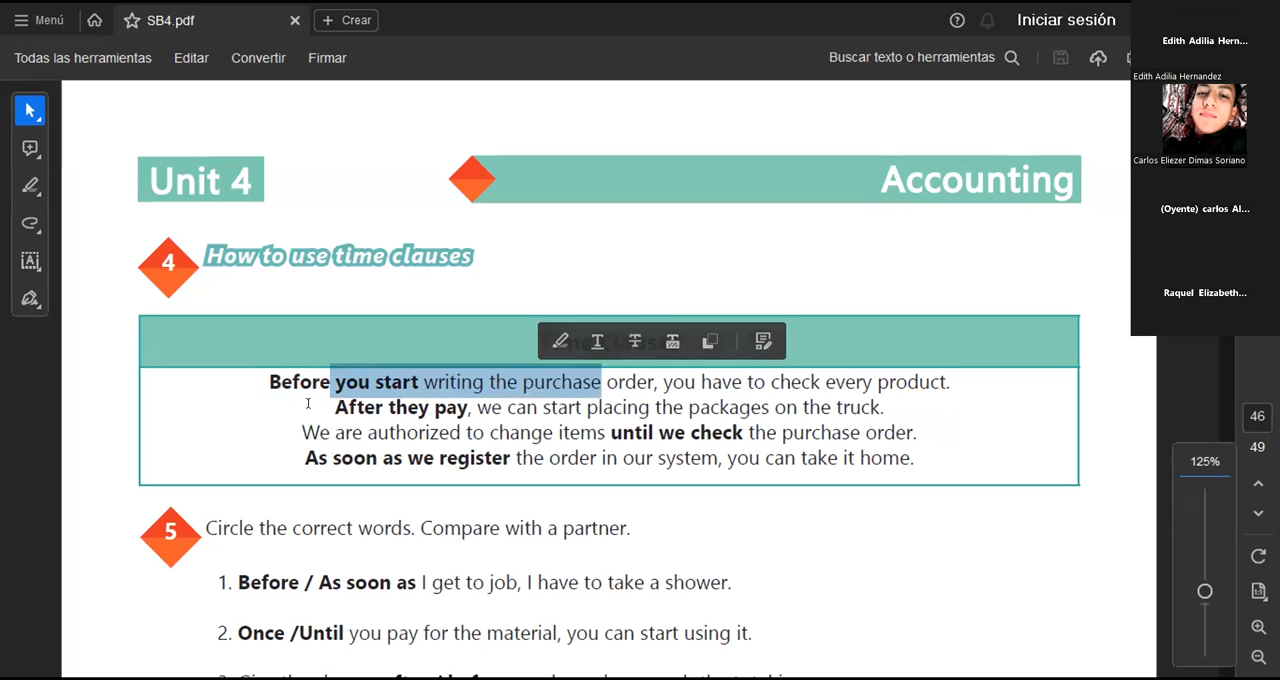 Menú
SB4.pdf
Crear
Iniciar sesión
Todas las herramientas
Editar
Convertir
Firmar
Buscar texto o herramientas
Edith Adilia Hern...
Edith Adilia Hernandez
Carlos Eliezer Dimas Soriano
(Oyente) carlos Al...
Raquel Elizabeth...
Unit 4
Accounting
4
How to use time clauses
Before you start writing the purchase order, you have to check every product.
After they pay, we can start placing the packages on the truck.
We are authorized to change items until we check the purchase order.
As soon as we register the order in our system, you can take it home.
5
Circle the correct words. Compare with a partner.
1. Before / As soon as I get to job, I have to take a shower.
2. Once /Until you pay for the material, you can start using it.
46
49
125%